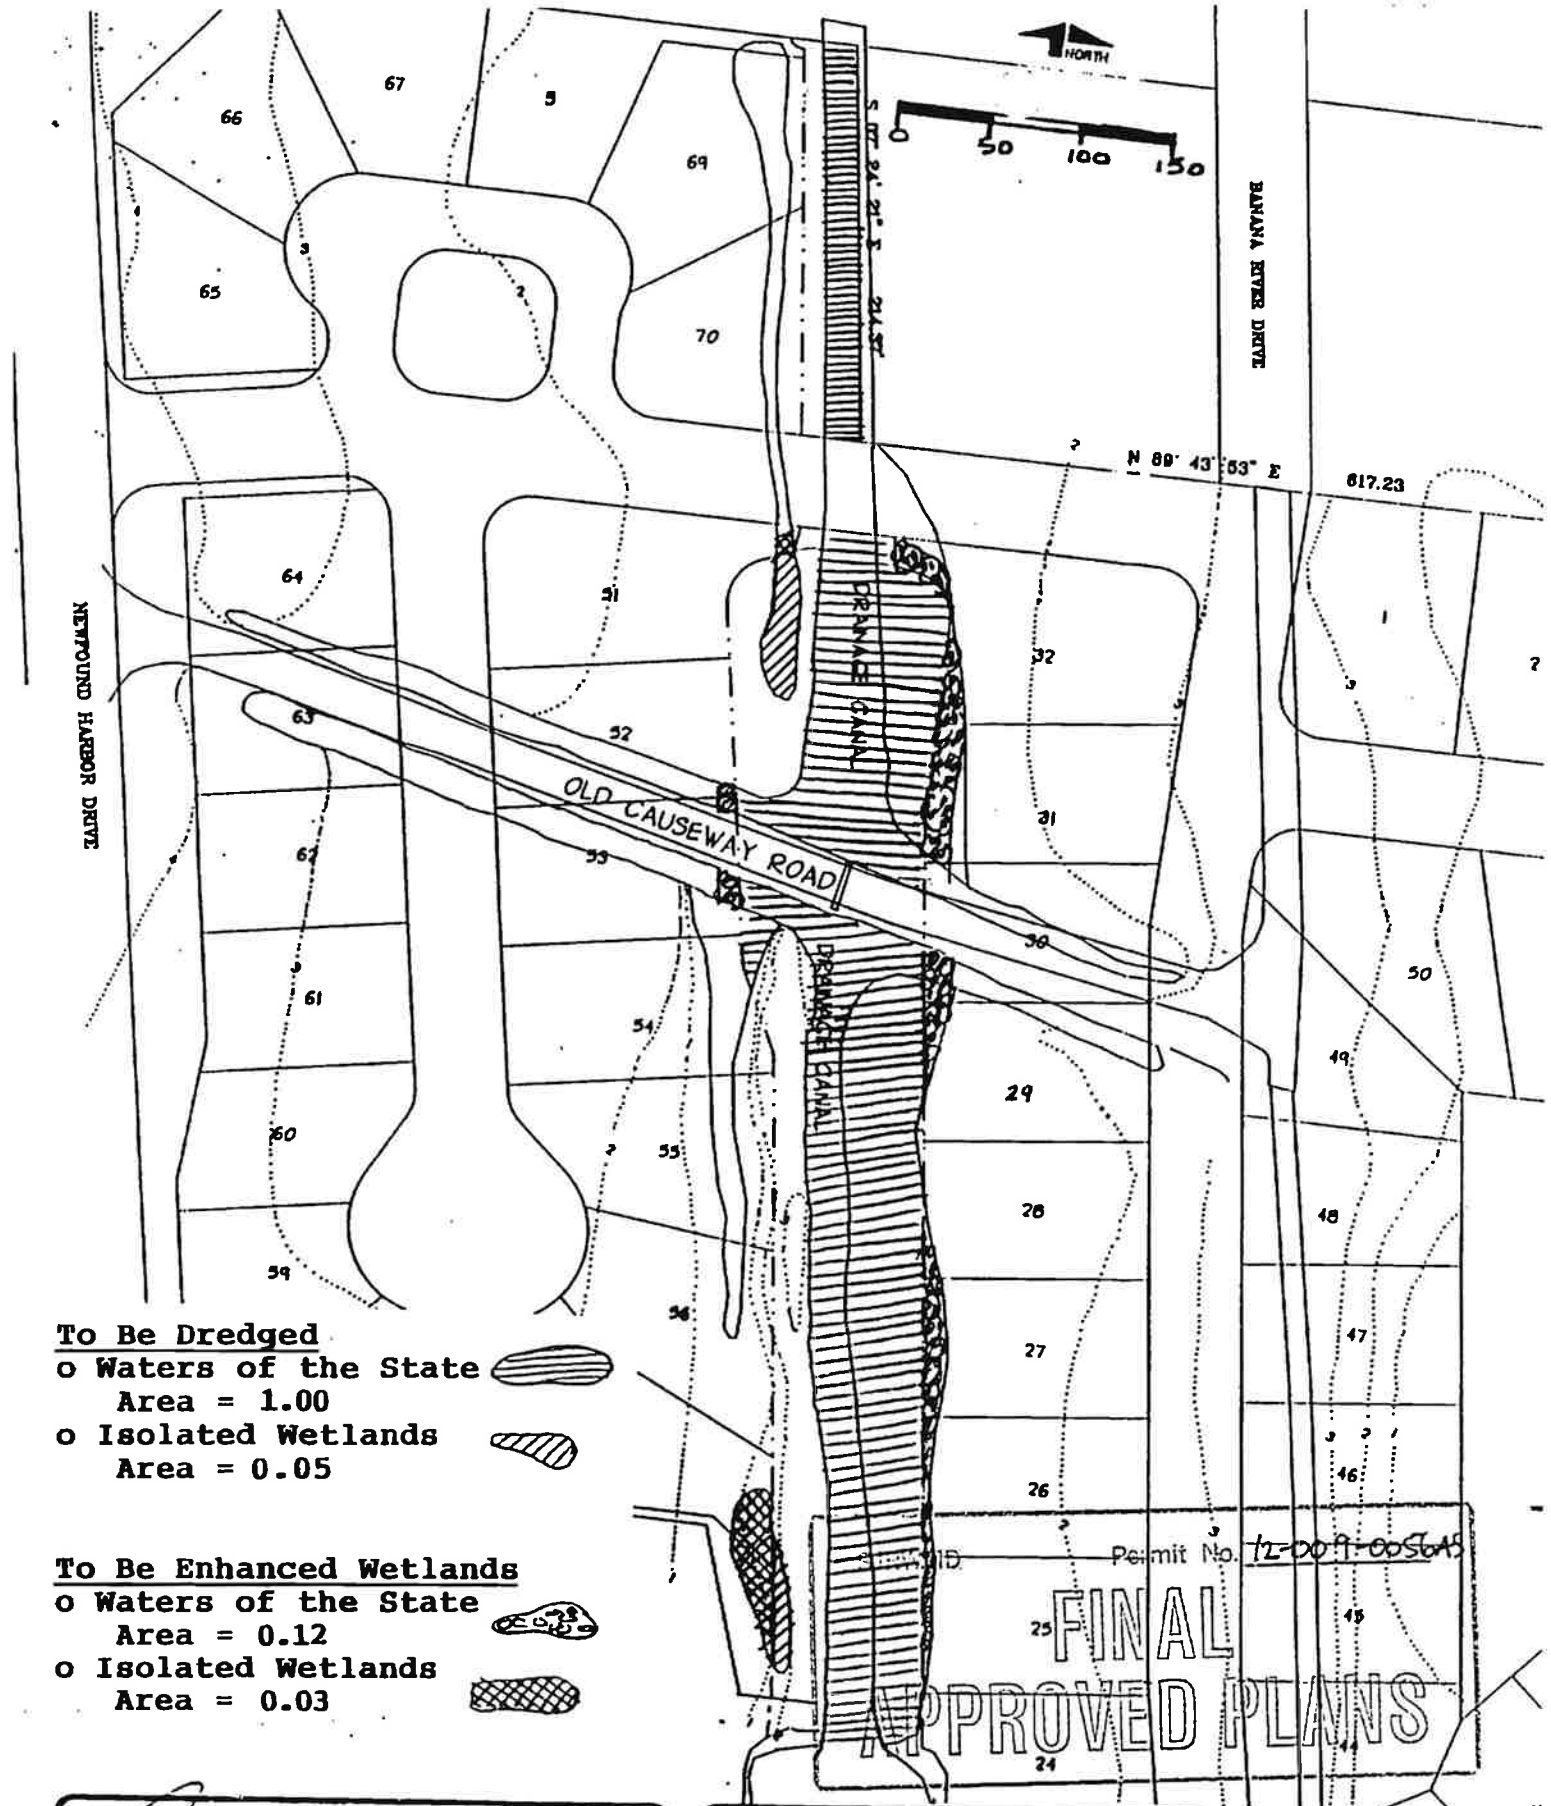 NORTH
0 50 100 150
67
66
5
69
65
3
2
70
BANANA RIVER DRIVE
N 89° 43' 53" E 617.23
64
51
32
1
?
NEWFOUND HARBOR DRIVE
DRAINAGE CANAL
63
52
OLD CAUSEWAY ROAD
31
62
53
30
50
DRAINAGE CANAL
61
54
49
29
60
55
28
48
59
56
27
47
26
46
25
45
24
44
To Be Dredged
o Waters of the State
Area = 1.00
o Isolated Wetlands
Area = 0.05
To Be Enhanced Wetlands
o Waters of the State
Area = 0.12
o Isolated Wetlands
Area = 0.03
Permit No.
FINAL
APPROVED PLANS